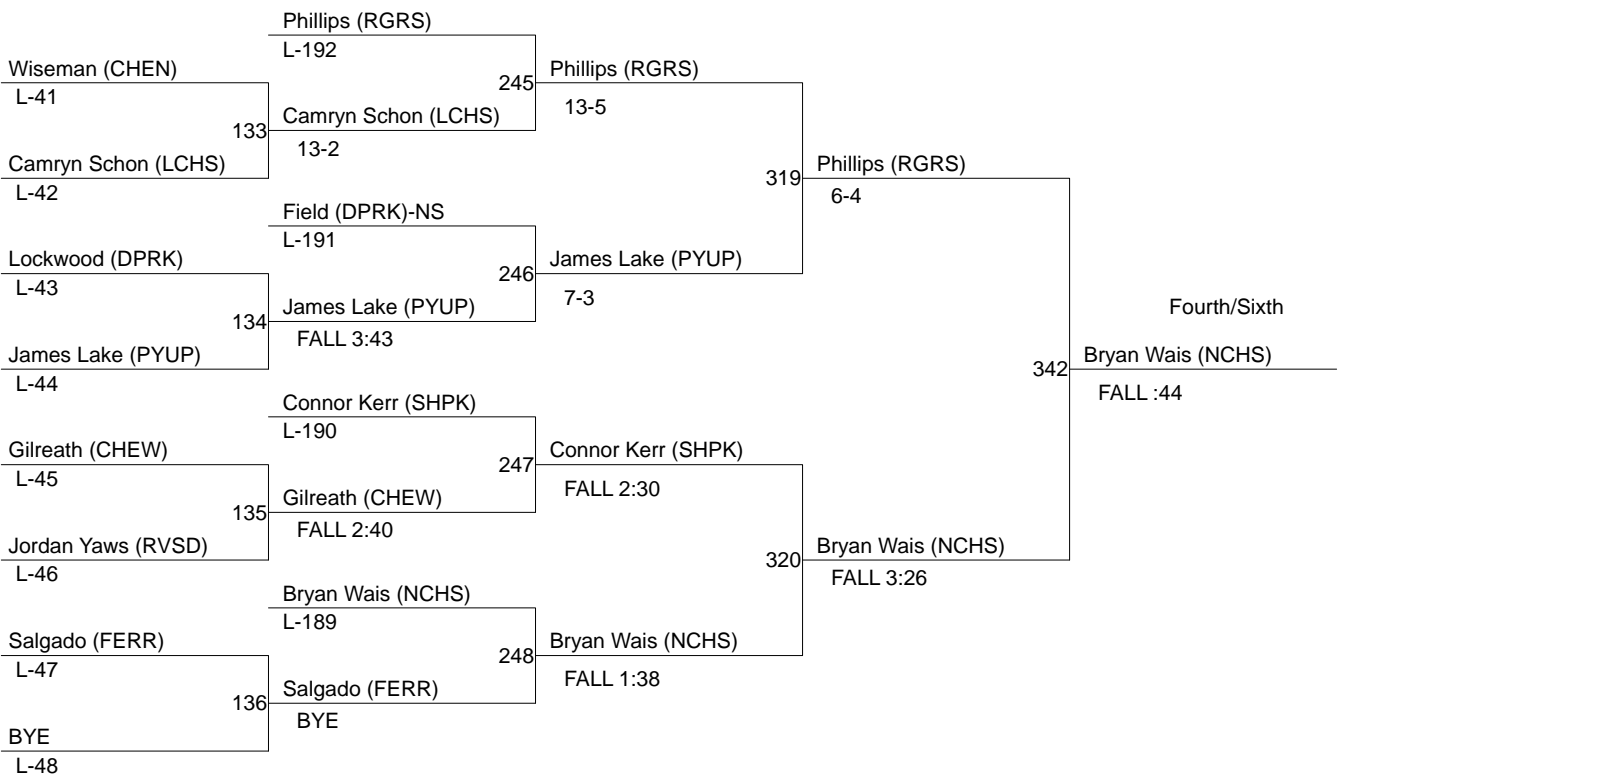 Phillips (RGRS)
L-192
Wiseman (CHEN)
L-41
245
Phillips (RGRS)
13-5
Camryn Schon (LCHS)
133
13-2
Camryn Schon (LCHS)
L-42
319
Phillips (RGRS)
6-4
Field (DPRK)-NS
L-191
Lockwood (DPRK)
L-43
246
James Lake (PYUP)
7-3
James Lake (PYUP)
134
FALL 3:43
James Lake (PYUP)
L-44
Fourth/Sixth
342
Bryan Wais (NCHS)
FALL :44
Connor Kerr (SHPK)
L-190
Gilreath (CHEW)
L-45
247
Connor Kerr (SHPK)
FALL 2:30
Gilreath (CHEW)
135
FALL 2:40
Jordan Yaws (RVSD)
L-46
320
Bryan Wais (NCHS)
FALL 3:26
Bryan Wais (NCHS)
L-189
Salgado (FERR)
L-47
248
Bryan Wais (NCHS)
FALL 1:38
Salgado (FERR)
136
BYE
BYE
L-48